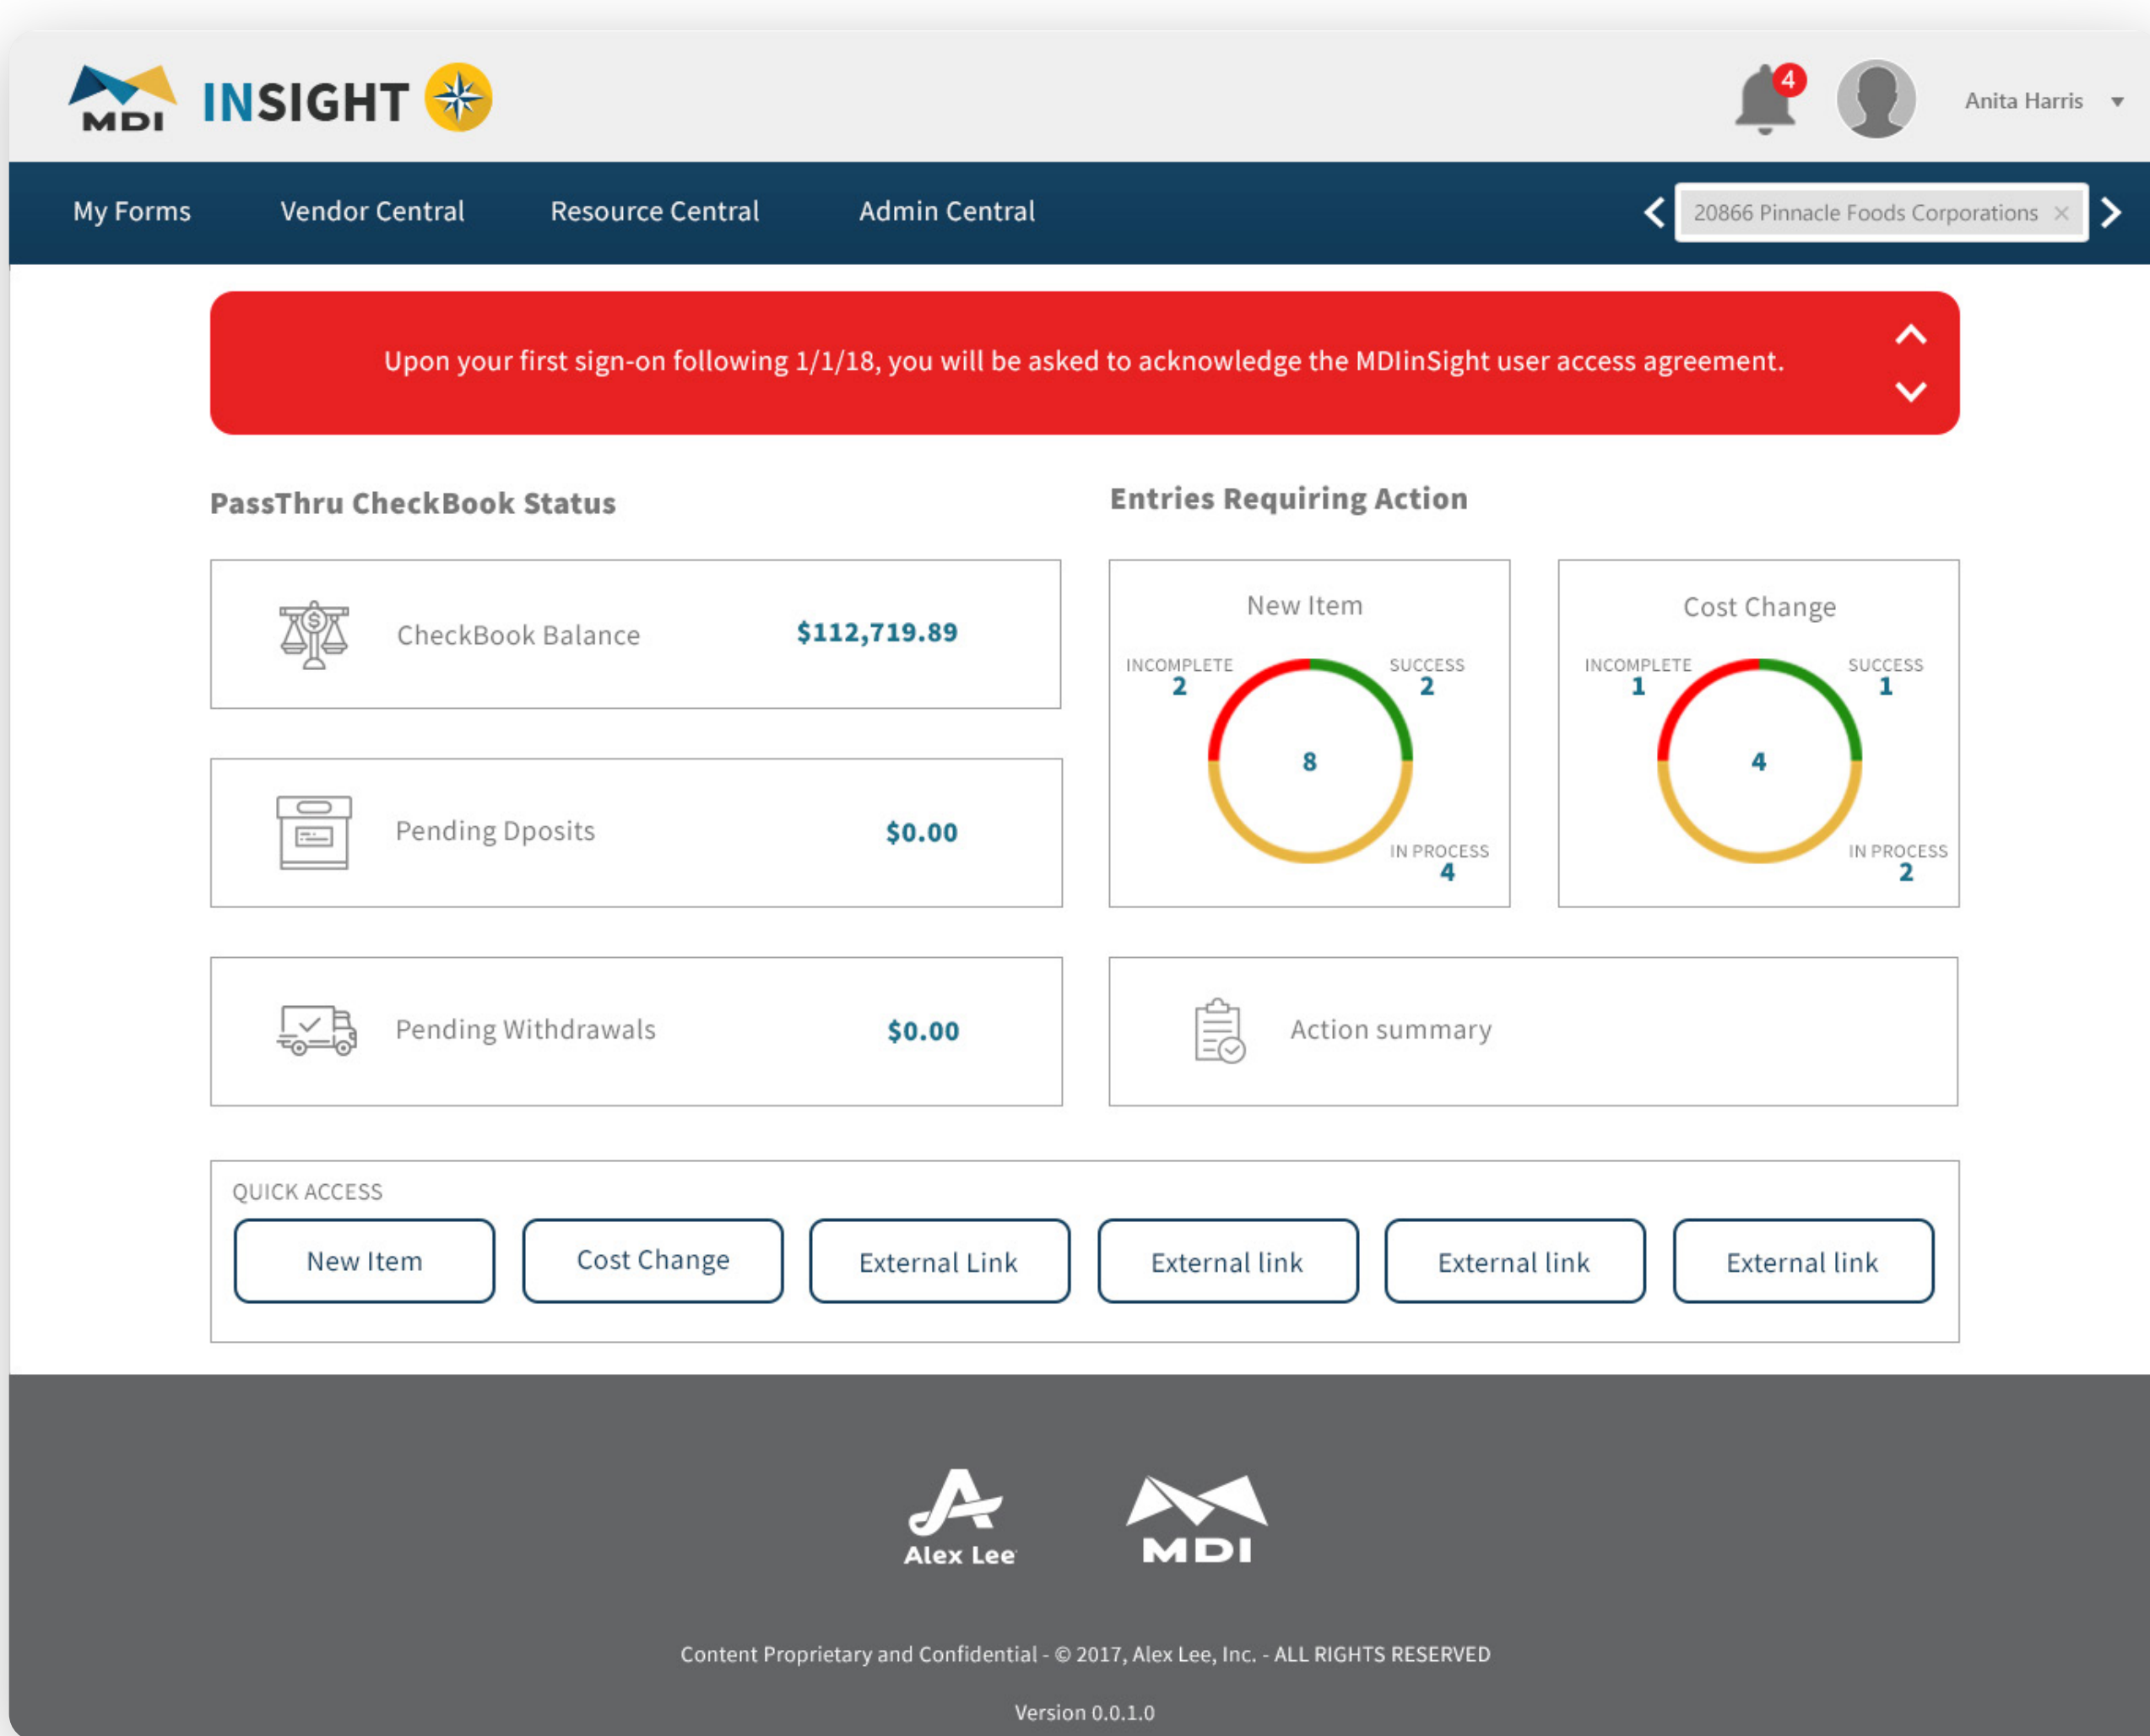 MDI INSIGHT
4
Anita Harris
My Forms Vendor Central Resource Central Admin Central
20866 Pinnacle Foods Corporations
Upon your first sign-on following 1/1/18, you will be asked to acknowledge the MDIinSight user access agreement.
PassThru CheckBook Status
CheckBook Balance $112,719.89
Pending Dposits $0.00
Pending Withdrawals $0.00
Entries Requiring Action
New Item
INCOMPLETE
2
SUCCESS
2
8
IN PROCESS
4
Cost Change
INCOMPLETE
1
SUCCESS
1
4
IN PROCESS
2
Action summary
QUICK ACCESS
New Item Cost Change External Link External link External link External link
Alex Lee
MDI
Content Proprietary and Confidential - © 2017, Alex Lee, Inc. - ALL RIGHTS RESERVED
Version 0.0.1.0